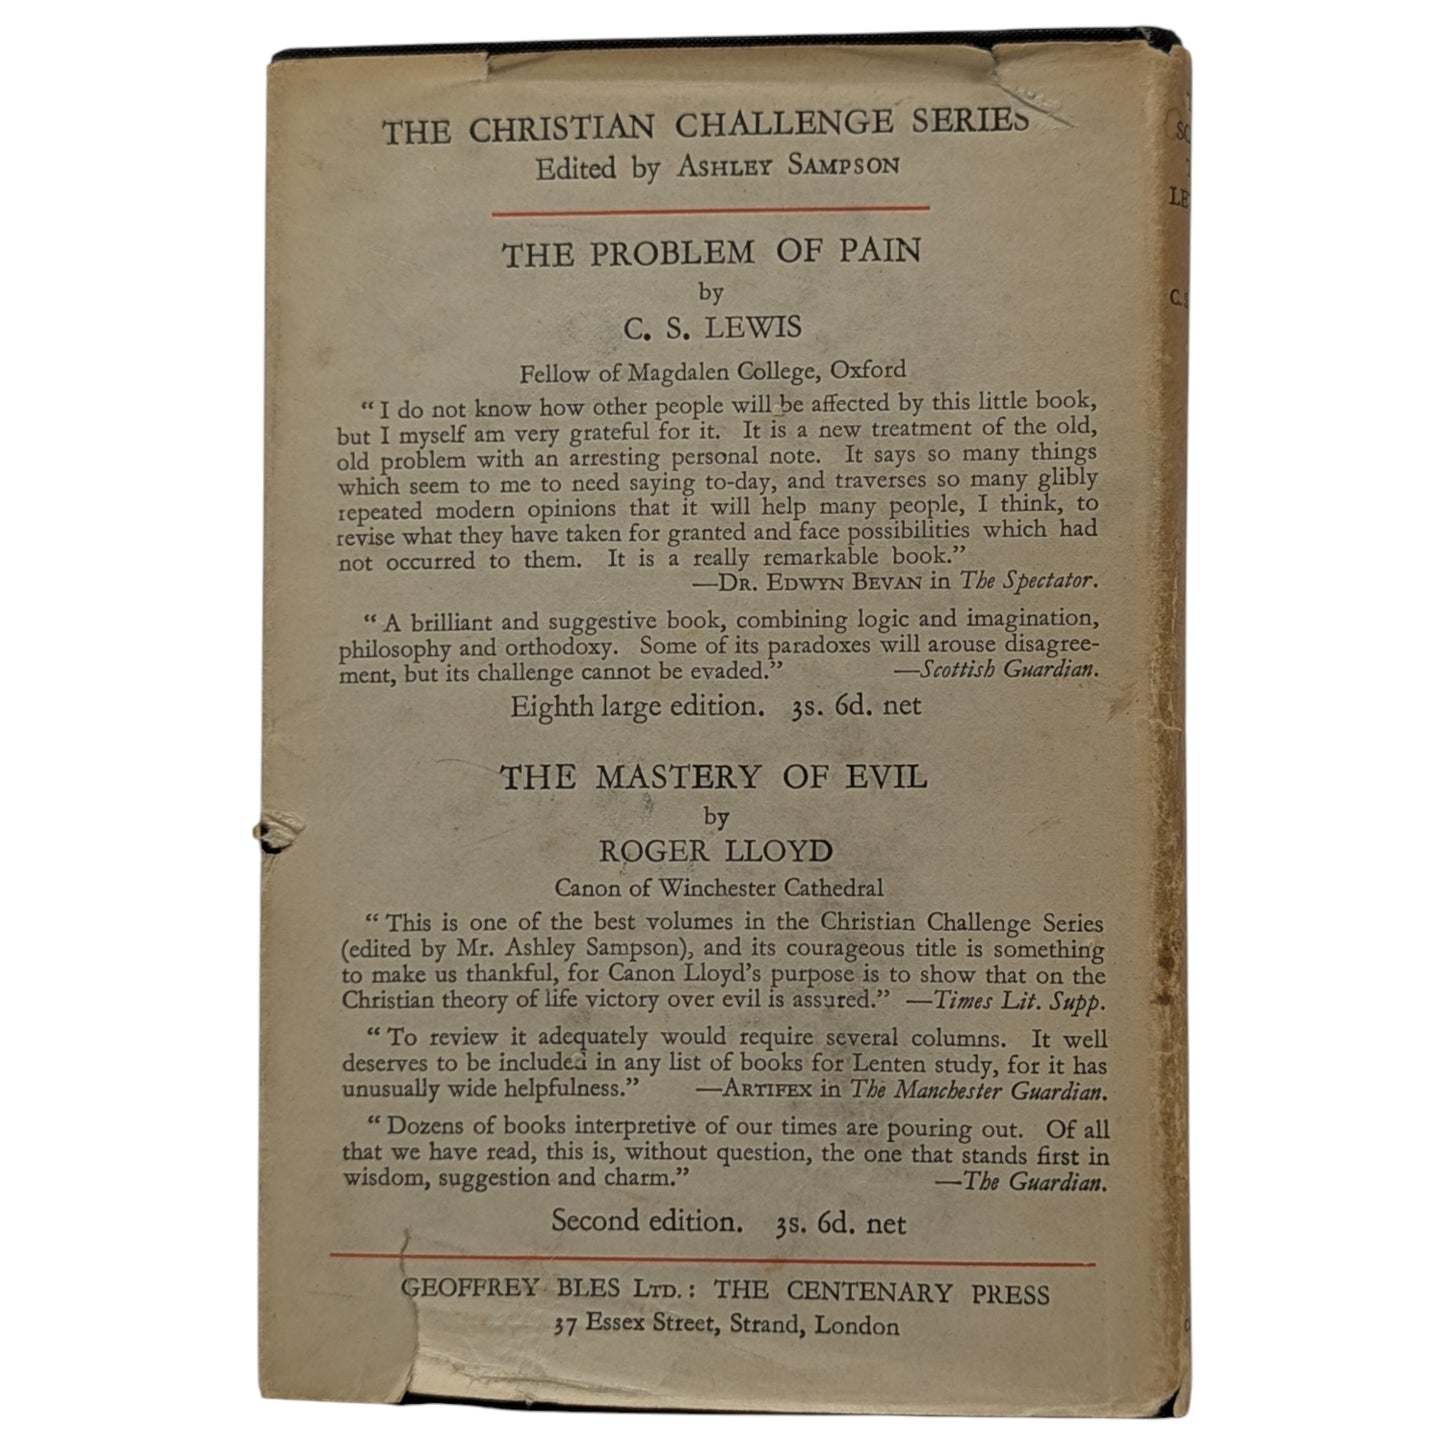 THE CHRISTIAN CHALLENGE SERIES
Edited by ASHLEY SAMPSON
THE PROBLEM OF PAIN
by
C. S. LEWIS
Fellow of Magdalen College, Oxford
“I do not know how other people will be affected by this little book,
but I myself am very grateful for it. It is a new treatment of the old,
old problem with an arresting personal note. It says so many things
which seem to me to need saying to-day, and traverses so many glibly
repeated modern opinions that it will help many people, I think, to
revise what they have taken for granted and face possibilities which had
not occurred to them. It is a really remarkable book.”
—DR. EDWYN BEVAN in The Spectator.
“A brilliant and suggestive book, combining logic and imagination,
philosophy and orthodoxy. Some of its paradoxes will arouse disagree-
ment, but its challenge cannot be evaded.” —Scottish Guardian.
Eighth large edition. 3s. 6d. net
THE MASTERY OF EVIL
by
ROGER LLOYD
Canon of Winchester Cathedral
“This is one of the best volumes in the Christian Challenge Series
(edited by Mr. Ashley Sampson), and its courageous title is something
to make us thankful, for Canon Lloyd’s purpose is to show that on the
Christian theory of life victory over evil is assured.” —Times Lit. Supp.
“To review it adequately would require several columns. It well
deserves to be included in any list of books for Lenten study, for it has
unusually wide helpfulness.” —ARTIFEX in The Manchester Guardian.
“Dozens of books interpretive of our times are pouring out. Of all
that we have read, this is, without question, the one that stands first in
wisdom, suggestion and charm.” —The Guardian.
Second edition. 3s. 6d. net
GEOFFREY BLES LTD.: THE CENTENARY PRESS
37 Essex Street, Strand, London